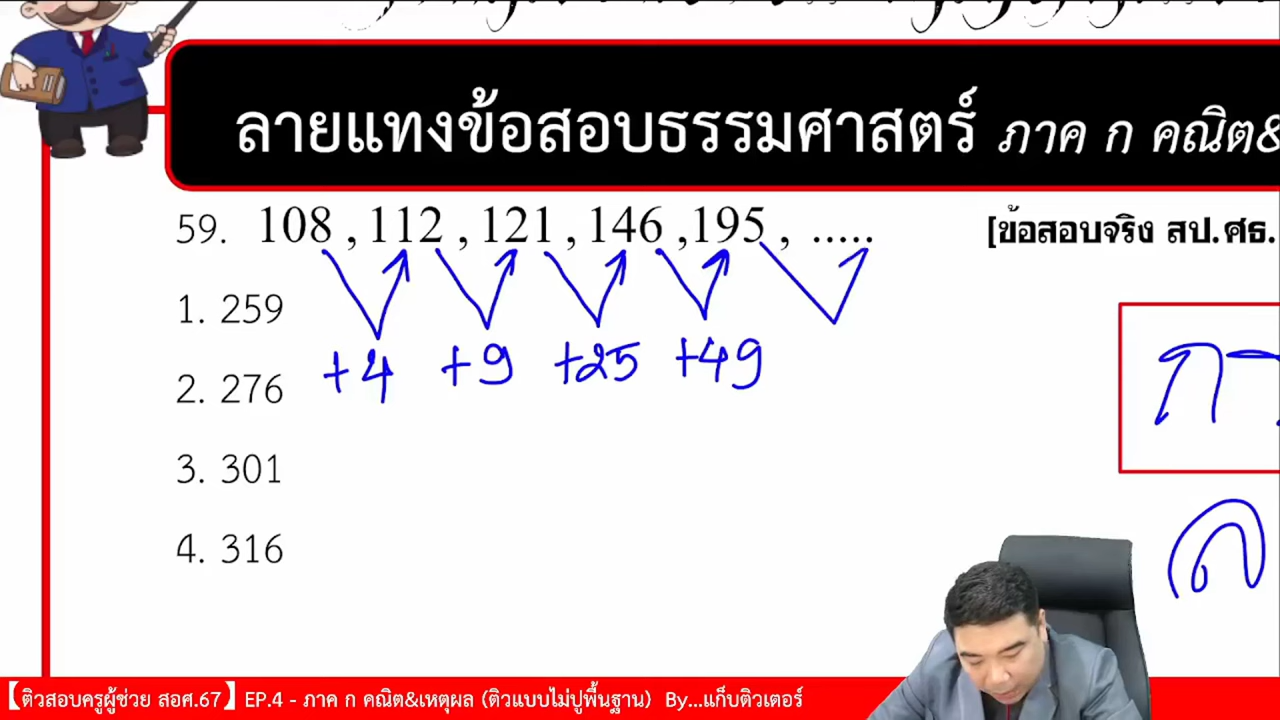 ลายแทงข้อสอบธรรมศาสตร์ ภาค ก คณิต&
59. 108 , 112 , 121 , 146 , 195 , ..... [ข้อสอบจริง สป.ศธ.
1. 259
+4 +9 +25 +49
2. 276
3. 301
4. 316
【ติวสอบครูผู้ช่วย สอศ.67】 EP.4 - ภาค ก คณิต&เหตุผล (ติวแบบไม่ปูพื้นฐาน) By...แก็บติวเตอร์